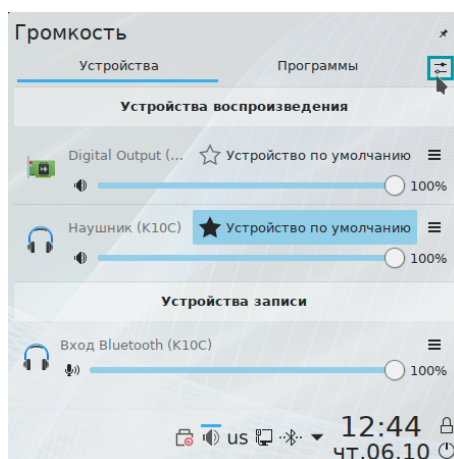 Громкость
Устройства Программы
Устройства воспроизведения
Digital Output (... Устройство по умолчанию
100%
Наушник (K10C) Устройство по умолчанию
100%
Устройства записи
Вход Bluetooth (K10C)
100%
us 12:44
чт.06.10